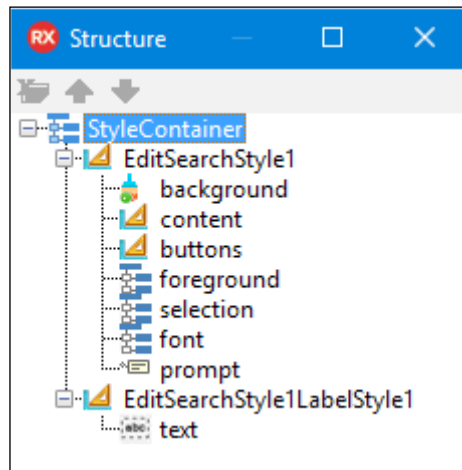 RX Structure
StyleContainer
EditSearchStyle1
background
content
buttons
foreground
selection
font
prompt
EditSearchStyle1LabelStyle1
abc text